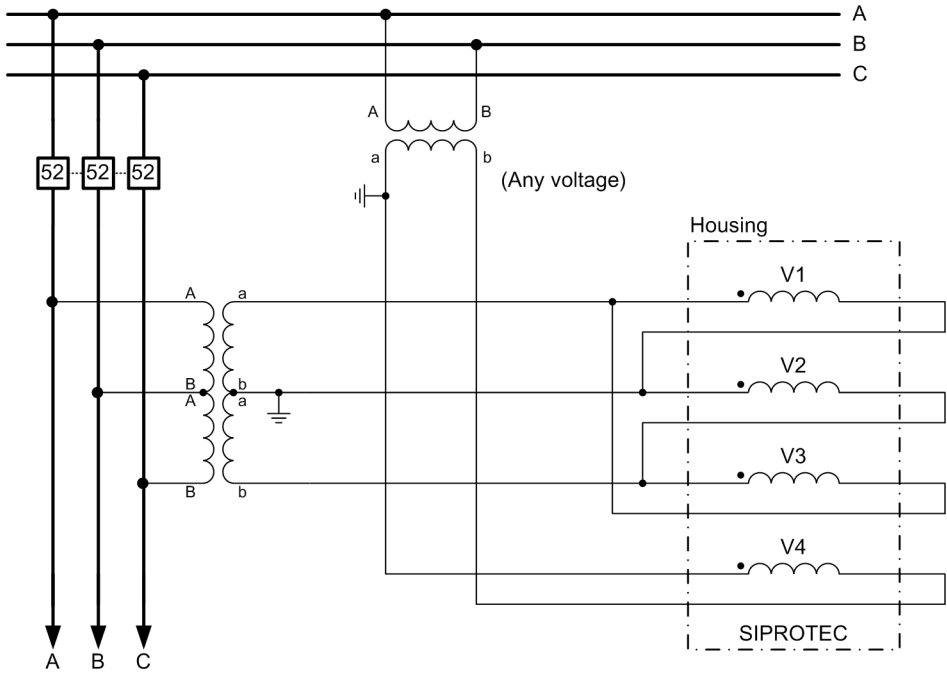 A
B
C
A B
a b
52 52 52
(Any voltage)
Housing
V1
A a
V2
B b
A a
V3
B b
V4
SIPROTEC
A B C